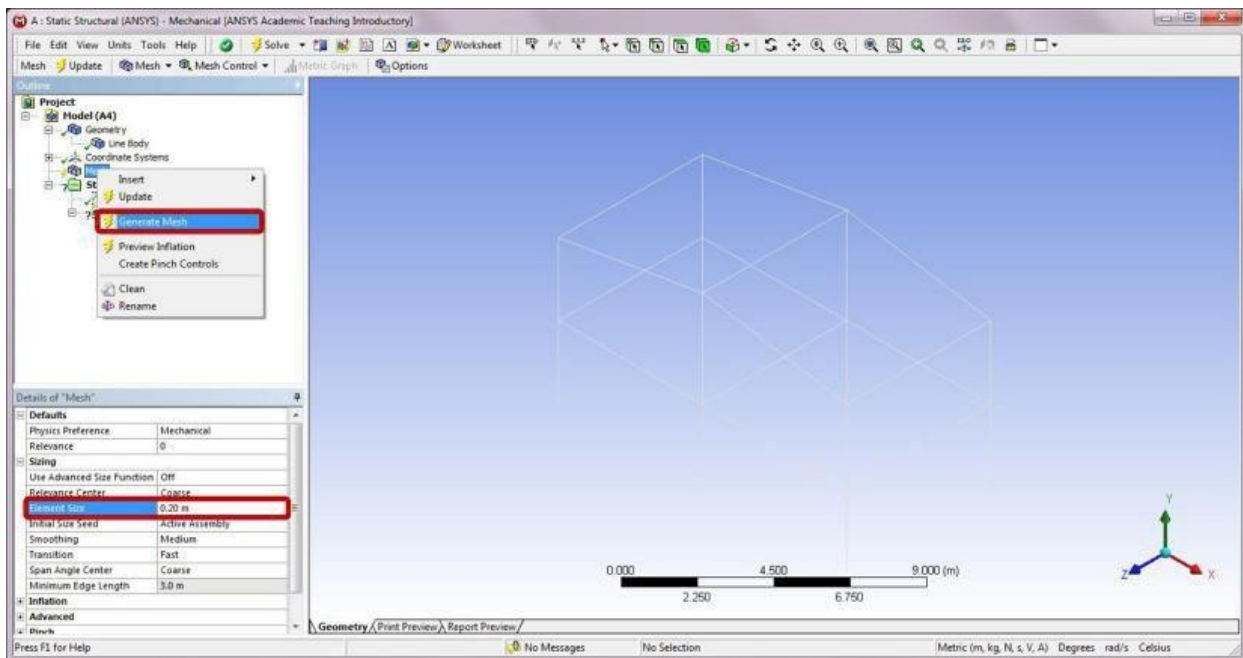 A : Static Structural (ANSYS) - Mechanical [ANSYS Academic Teaching Introductory]
File Edit View Units Tools Help Solve Worksheet
Mesh Update Mesh Mesh Control Metric Graph Options
Outline
Project
Model (A4)
Geometry
Line Body
Coordinate Systems
St
Insert
Update
Generate Mesh
Preview Inflation
Create Pinch Controls
Clean
Rename
Details of "Mesh"
Defaults
Physics Preference Mechanical
Relevance 0
Sizing
Use Advanced Size Function Off
Relevance Center Coarse
Element Size 0.20 m
Initial Size Seed Active Assembly
Smoothing Medium
Transition Fast
Span Angle Center Coarse
Minimum Edge Length 3.0 m
Inflation
Advanced
Pinch
0.000 4.500 9.000 (m)
2.250 6.750
Y
Z X
Geometry Print Preview Report Preview
Press F1 for Help No Messages No Selection Metric (m, kg, N, s, V, A) Degrees rad/s Celsius